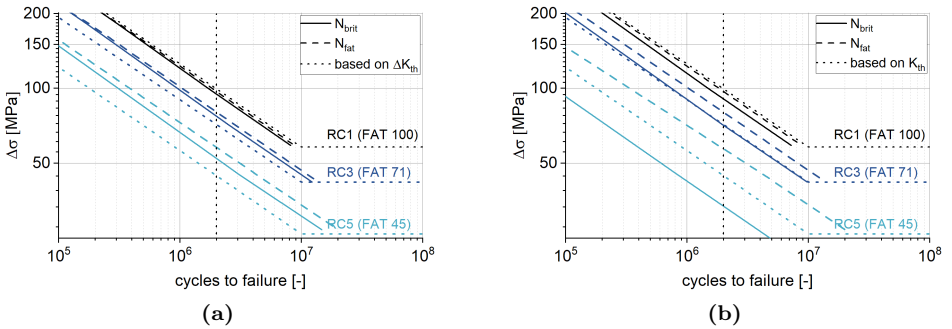 200
150
100
50
Δσ [MPa]
N_brit
N_fat
based on ΔK_th
RC1 (FAT 100)
RC3 (FAT 71)
RC5 (FAT 45)
10^5
10^6
10^7
10^8
cycles to failure [-]
(a)
200
150
100
50
Δσ [MPa]
N_brit
N_fat
based on K_th
RC1 (FAT 100)
RC3 (FAT 71)
RC5 (FAT 45)
10^5
10^6
10^7
10^8
cycles to failure [-]
(b)